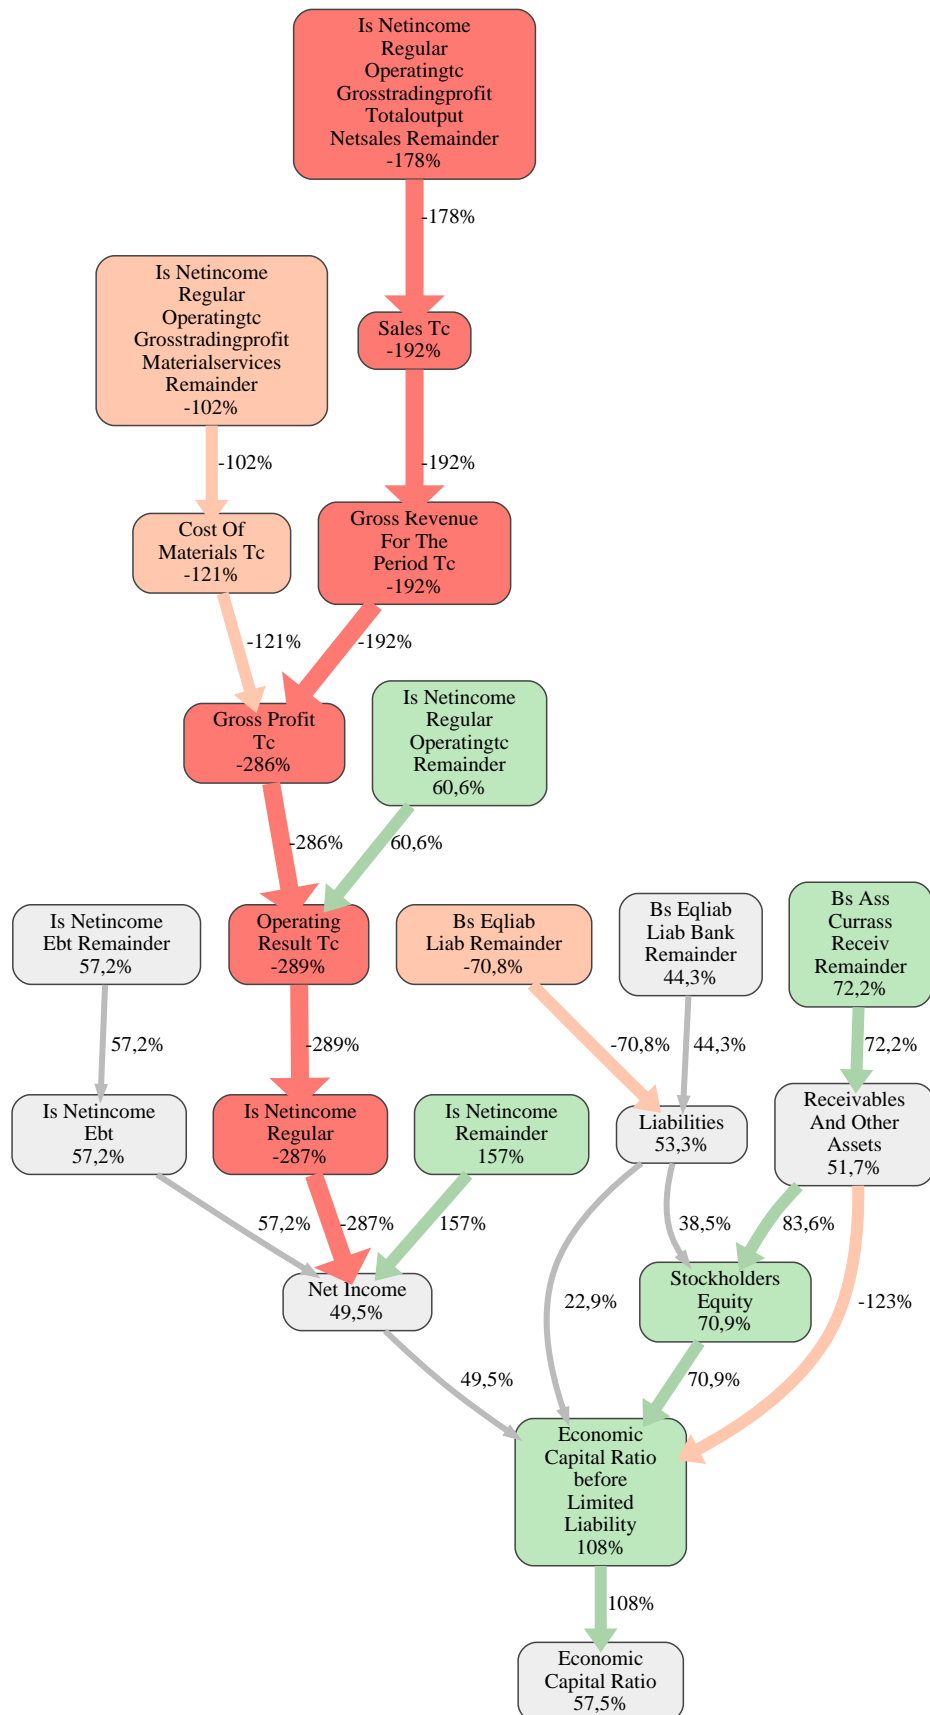 Is Netincome
Regular
Operatingtc
Grosstradingprofit
Totaloutput
Netsales Remainder
-178%
-178%
Is Netincome
Regular
Operatingtc
Grosstradingprofit
Materialservices
Remainder
-102%
Sales Tc
-192%
-102%
-192%
Cost Of
Materials Tc
-121%
Gross Revenue
For The
Period Tc
-192%
-121%
-192%
Gross Profit
Tc
-286%
Is Netincome
Regular
Operatingtc
Remainder
60,6%
-286%
60,6%
Is Netincome
Ebt Remainder
57,2%
Operating
Result Tc
-289%
Bs Eqliab
Liab Remainder
-70,8%
Bs Eqliab
Liab Bank
Remainder
44,3%
Bs Ass
Currass
Receiv
Remainder
72,2%
57,2%
-289%
-70,8%
44,3%
72,2%
Is Netincome
Ebt
57,2%
Is Netincome
Regular
-287%
Is Netincome
Remainder
157%
Liabilities
53,3%
Receivables
And Other
Assets
51,7%
57,2%
-287%
157%
38,5%
83,6%
Net Income
49,5%
22,9%
Stockholders
Equity
70,9%
-123%
49,5%
70,9%
Economic
Capital Ratio
before
Limited
Liability
108%
108%
Economic
Capital Ratio
57,5%